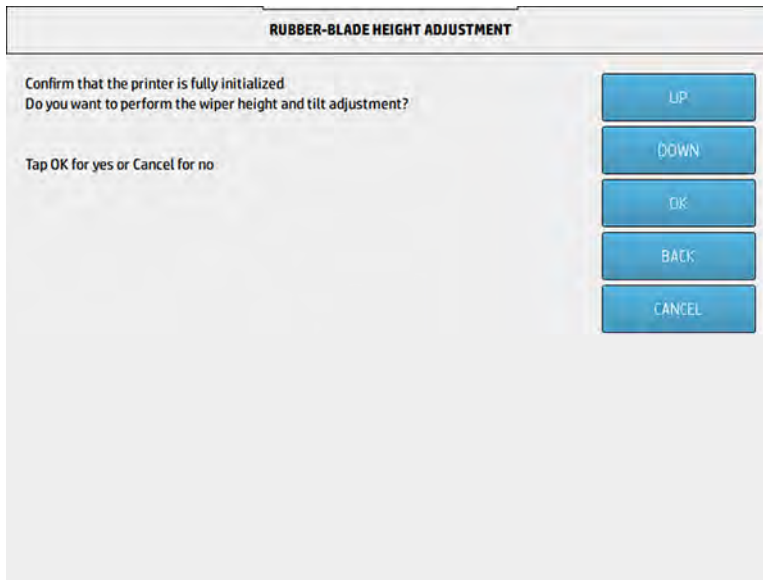 RUBBER-BLADE HEIGHT ADJUSTMENT
Confirm that the printer is fully initialized
Do you want to perform the wiper height and tilt adjustment?
Tap OK for yes or Cancel for no
UP
DOWN
OK
BACK
CANCEL